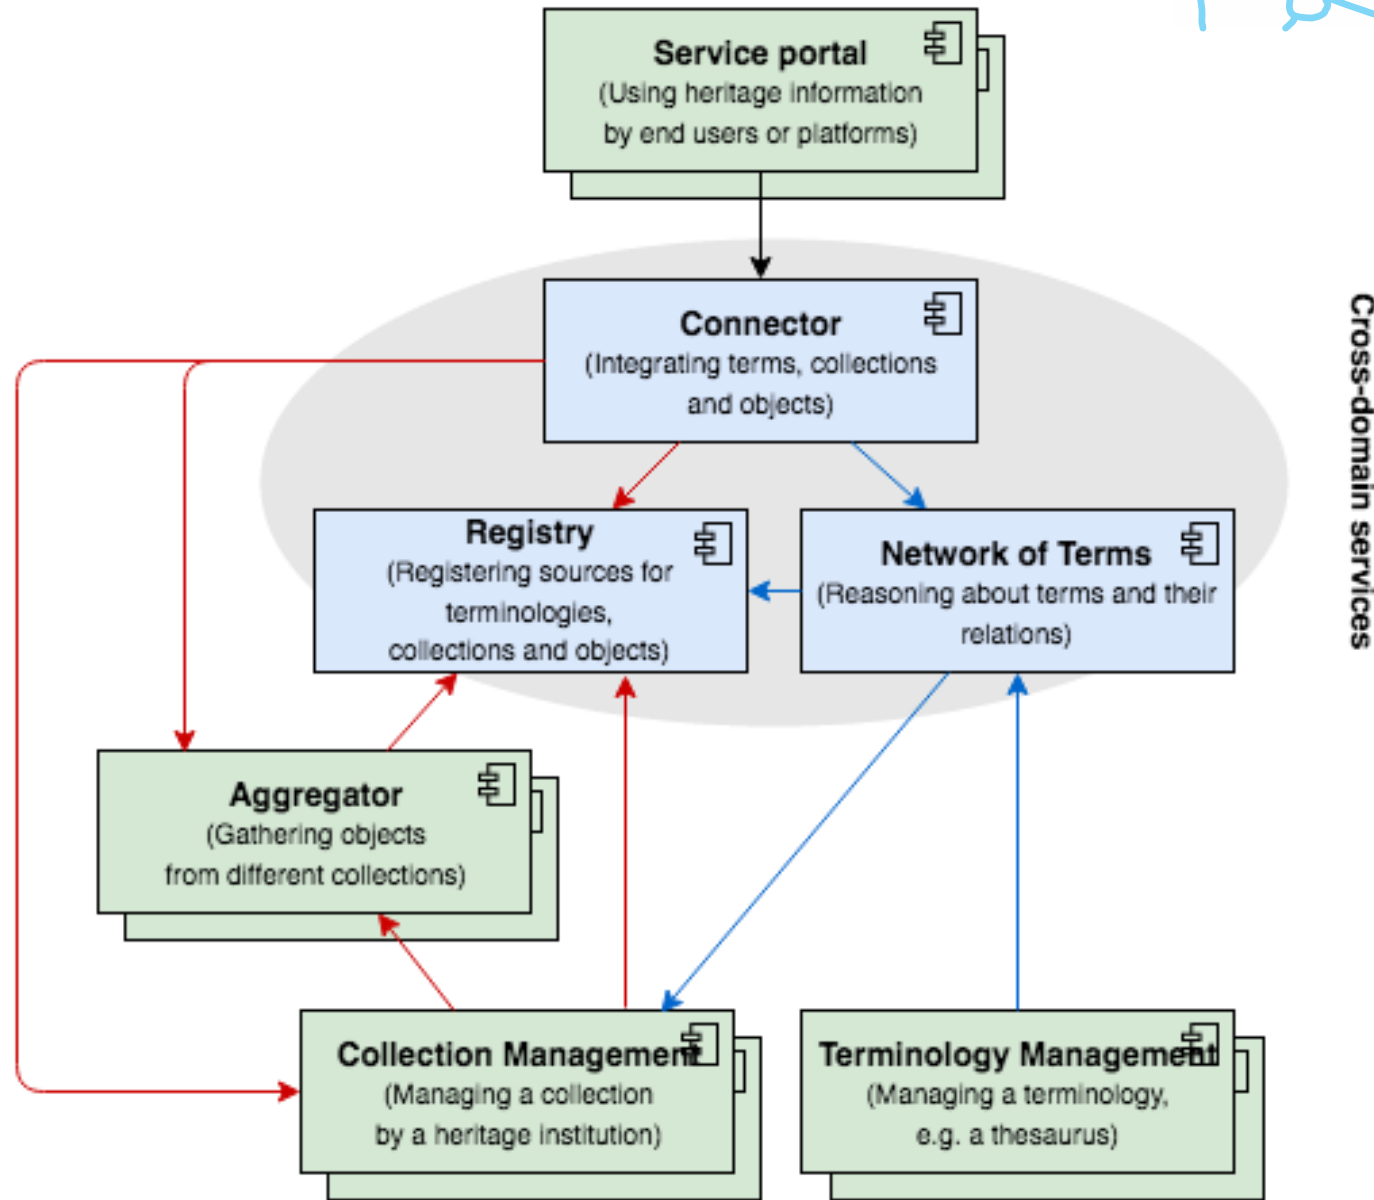 Service portal
(Using heritage information
by end users or platforms)
Connector
(Integrating terms, collections
and objects)
Cross-domain services
Registry
(Registering sources for
terminologies,
collections and objects)
Network of Terms
(Reasoning about terms and their
relations)
Aggregator
(Gathering objects
from different collections)
Collection Management
(Managing a collection
by a heritage institution)
Terminology Management
(Managing a terminology,
e.g. a thesaurus)